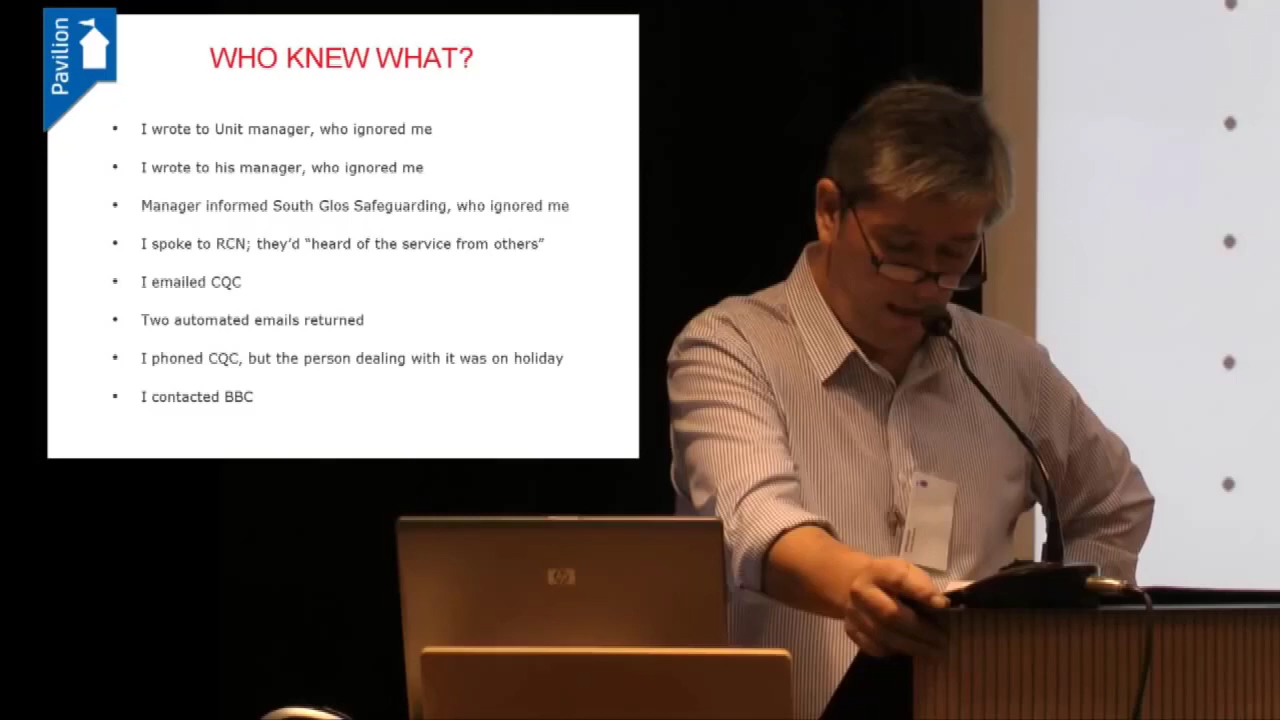 Pavilion
WHO KNEW WHAT?
• I wrote to Unit manager, who ignored me
• I wrote to his manager, who ignored me
• Manager informed South Glos Safeguarding, who ignored me
• I spoke to RCN; they'd “heard of the service from others”
• I emailed CQC
• Two automated emails returned
• I phoned CQC, but the person dealing with it was on holiday
• I contacted BBC
hp